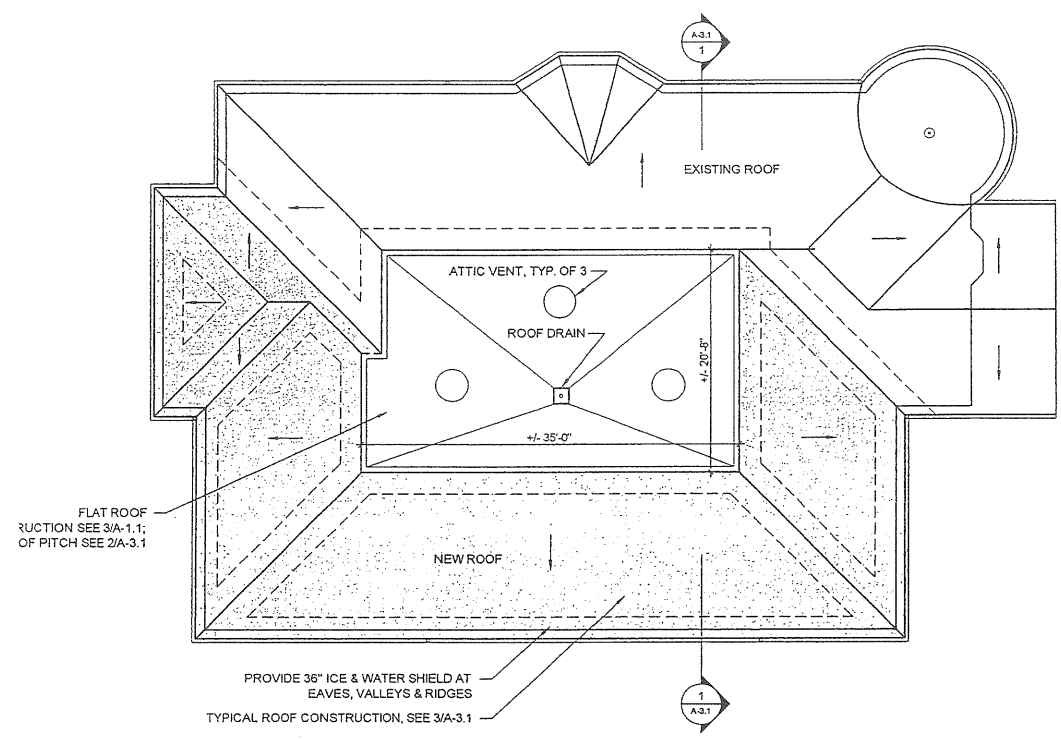 A-3.1
1
EXISTING ROOF
ATTIC VENT, TYP. OF 3
ROOF DRAIN
+/- 20'-8"
+/- 35'-0"
FLAT ROOF
SEE 3/A-1.1;
OF PITCH SEE 2/A-3.1
NEW ROOF
PROVIDE 36" ICE & WATER SHIELD AT
EAVES, VALLEYS & RIDGES
TYPICAL ROOF CONSTRUCTION, SEE 3/A-3.1
1
A-3.1